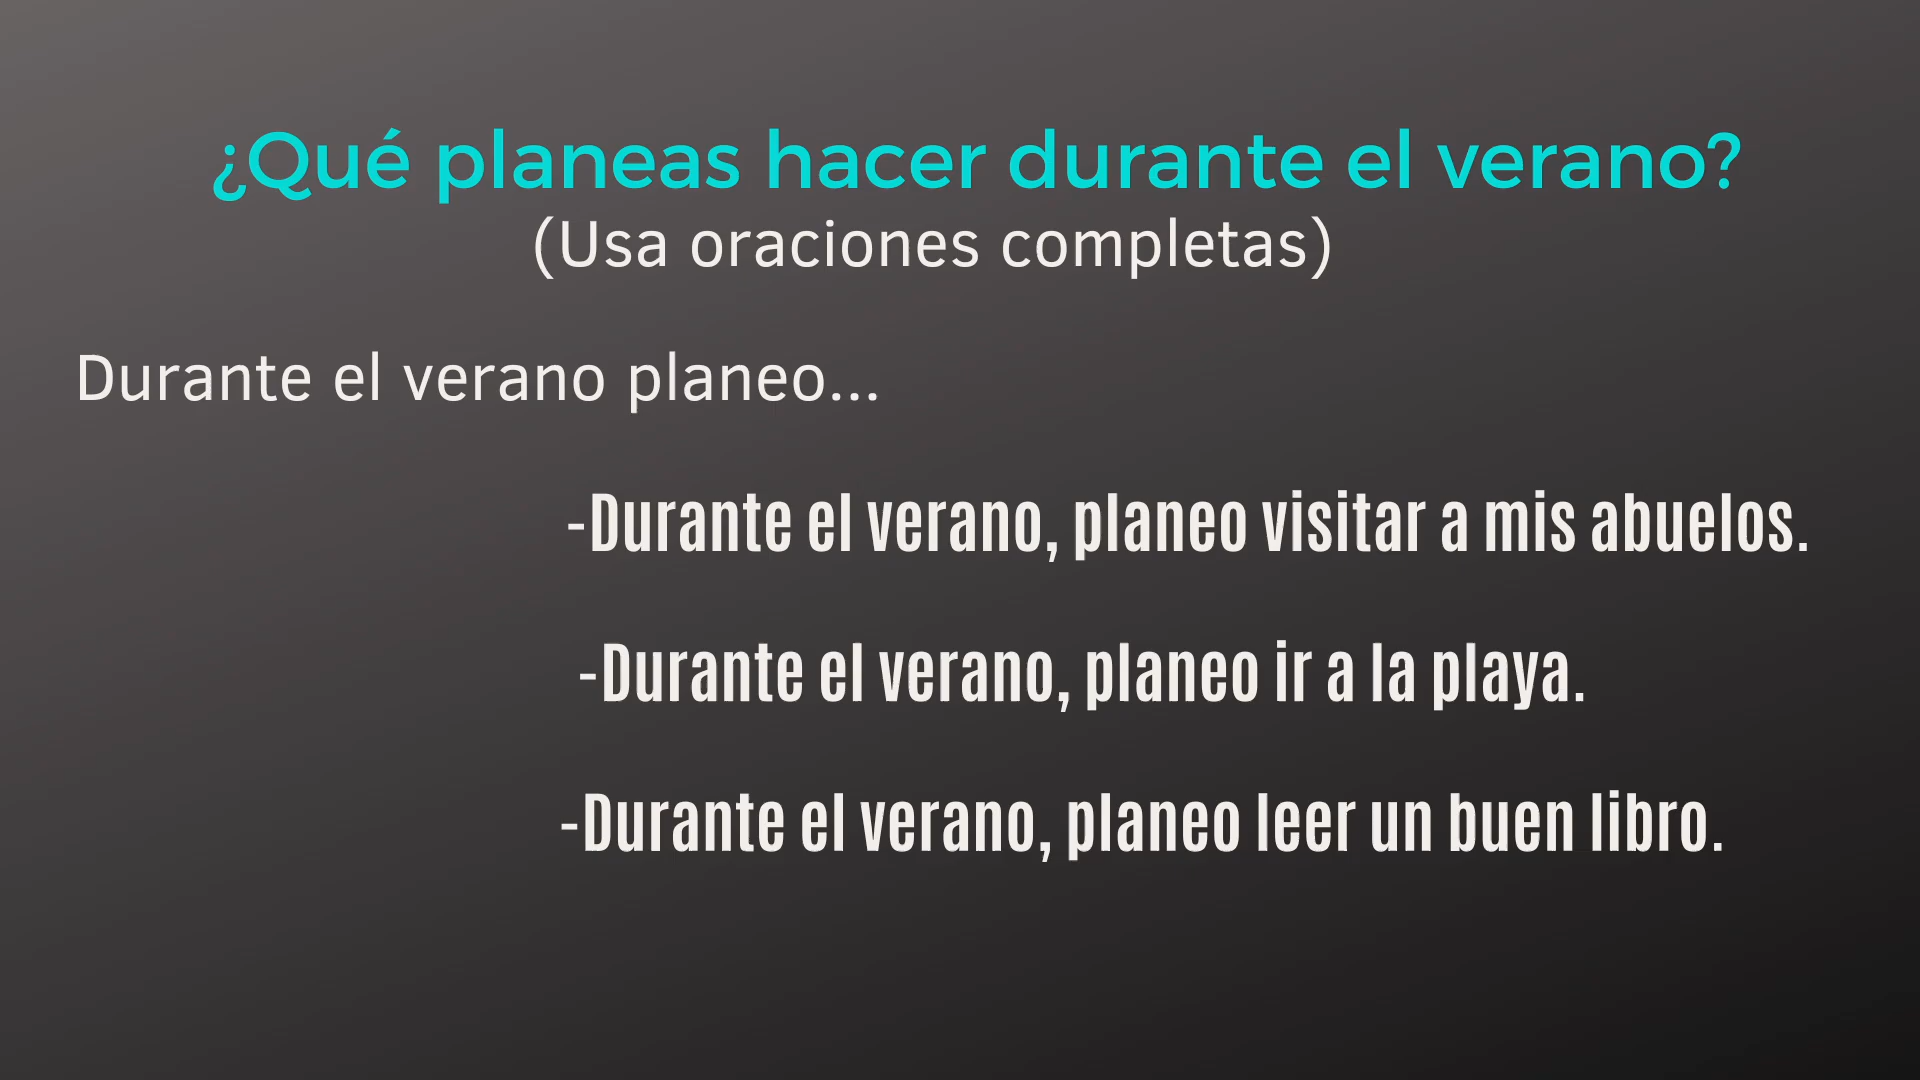 ¿Qué planeas hacer durante el verano?
(Usa oraciones completas)
Durante el verano planeo...
-Durante el verano, planeo visitar a mis abuelos.
-Durante el verano, planeo ir a la playa.
-Durante el verano, planeo leer un buen libro.